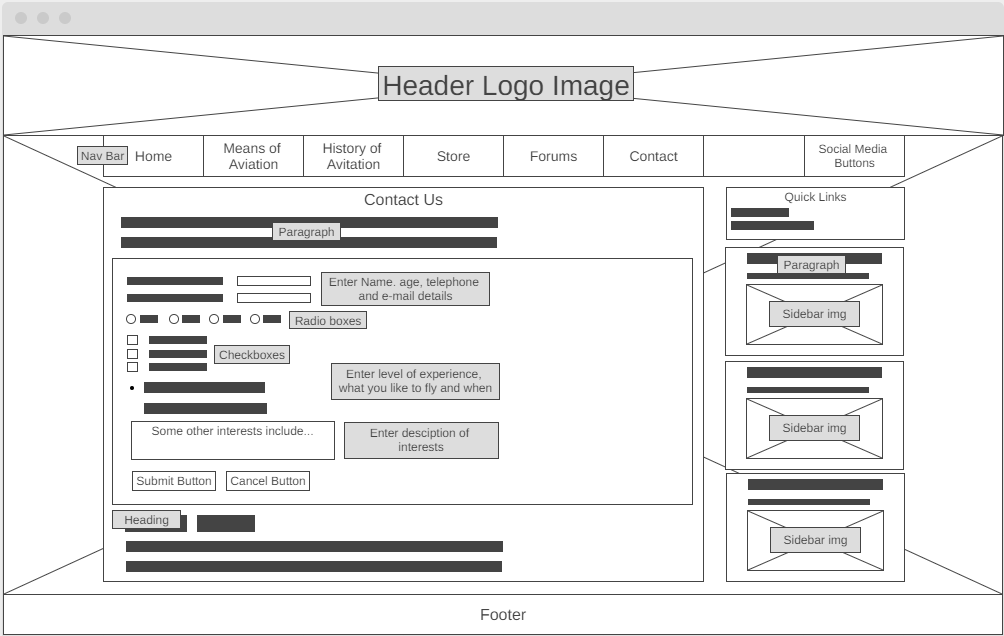 Header Logo Image
Nav Bar
Home
Means of
Aviation
History of
Avitation
Store
Forums
Contact
Social Media
Buttons
Contact Us
Paragraph
Enter Name. age, telephone
and e-mail details
Radio boxes
Checkboxes
Enter level of experience,
what you like to fly and when
Some other interests include...
Enter desciption of
interests
Submit Button
Cancel Button
Heading
Quick Links
Paragraph
Sidebar img
Sidebar img
Sidebar img
Footer